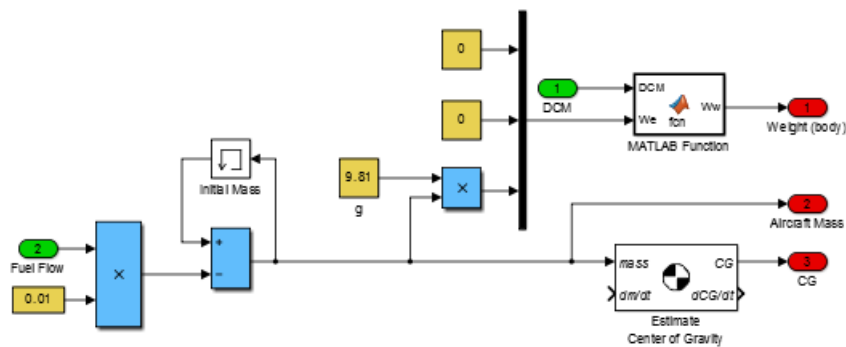 0
1
DCM
DCM
We
fcn
Ww
MATLAB Function
1
Weight (body)
0
Initial Mass
9.81
g
×
2
Aircraft Mass
2
Fuel Flow
0.01
×
+
−
mass
CG
dm/dt
dCG/dt
Estimate
Center of Gravity
3
CG